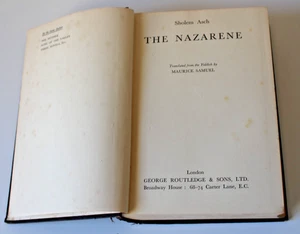 Sholem Asch
THE NAZARENE
Translated from the Yiddish by
MAURICE SAMUEL
London
GEORGE ROUTLEDGE & SONS, LTD.
Broadway House : 68-74 Carter Lane, E.C.